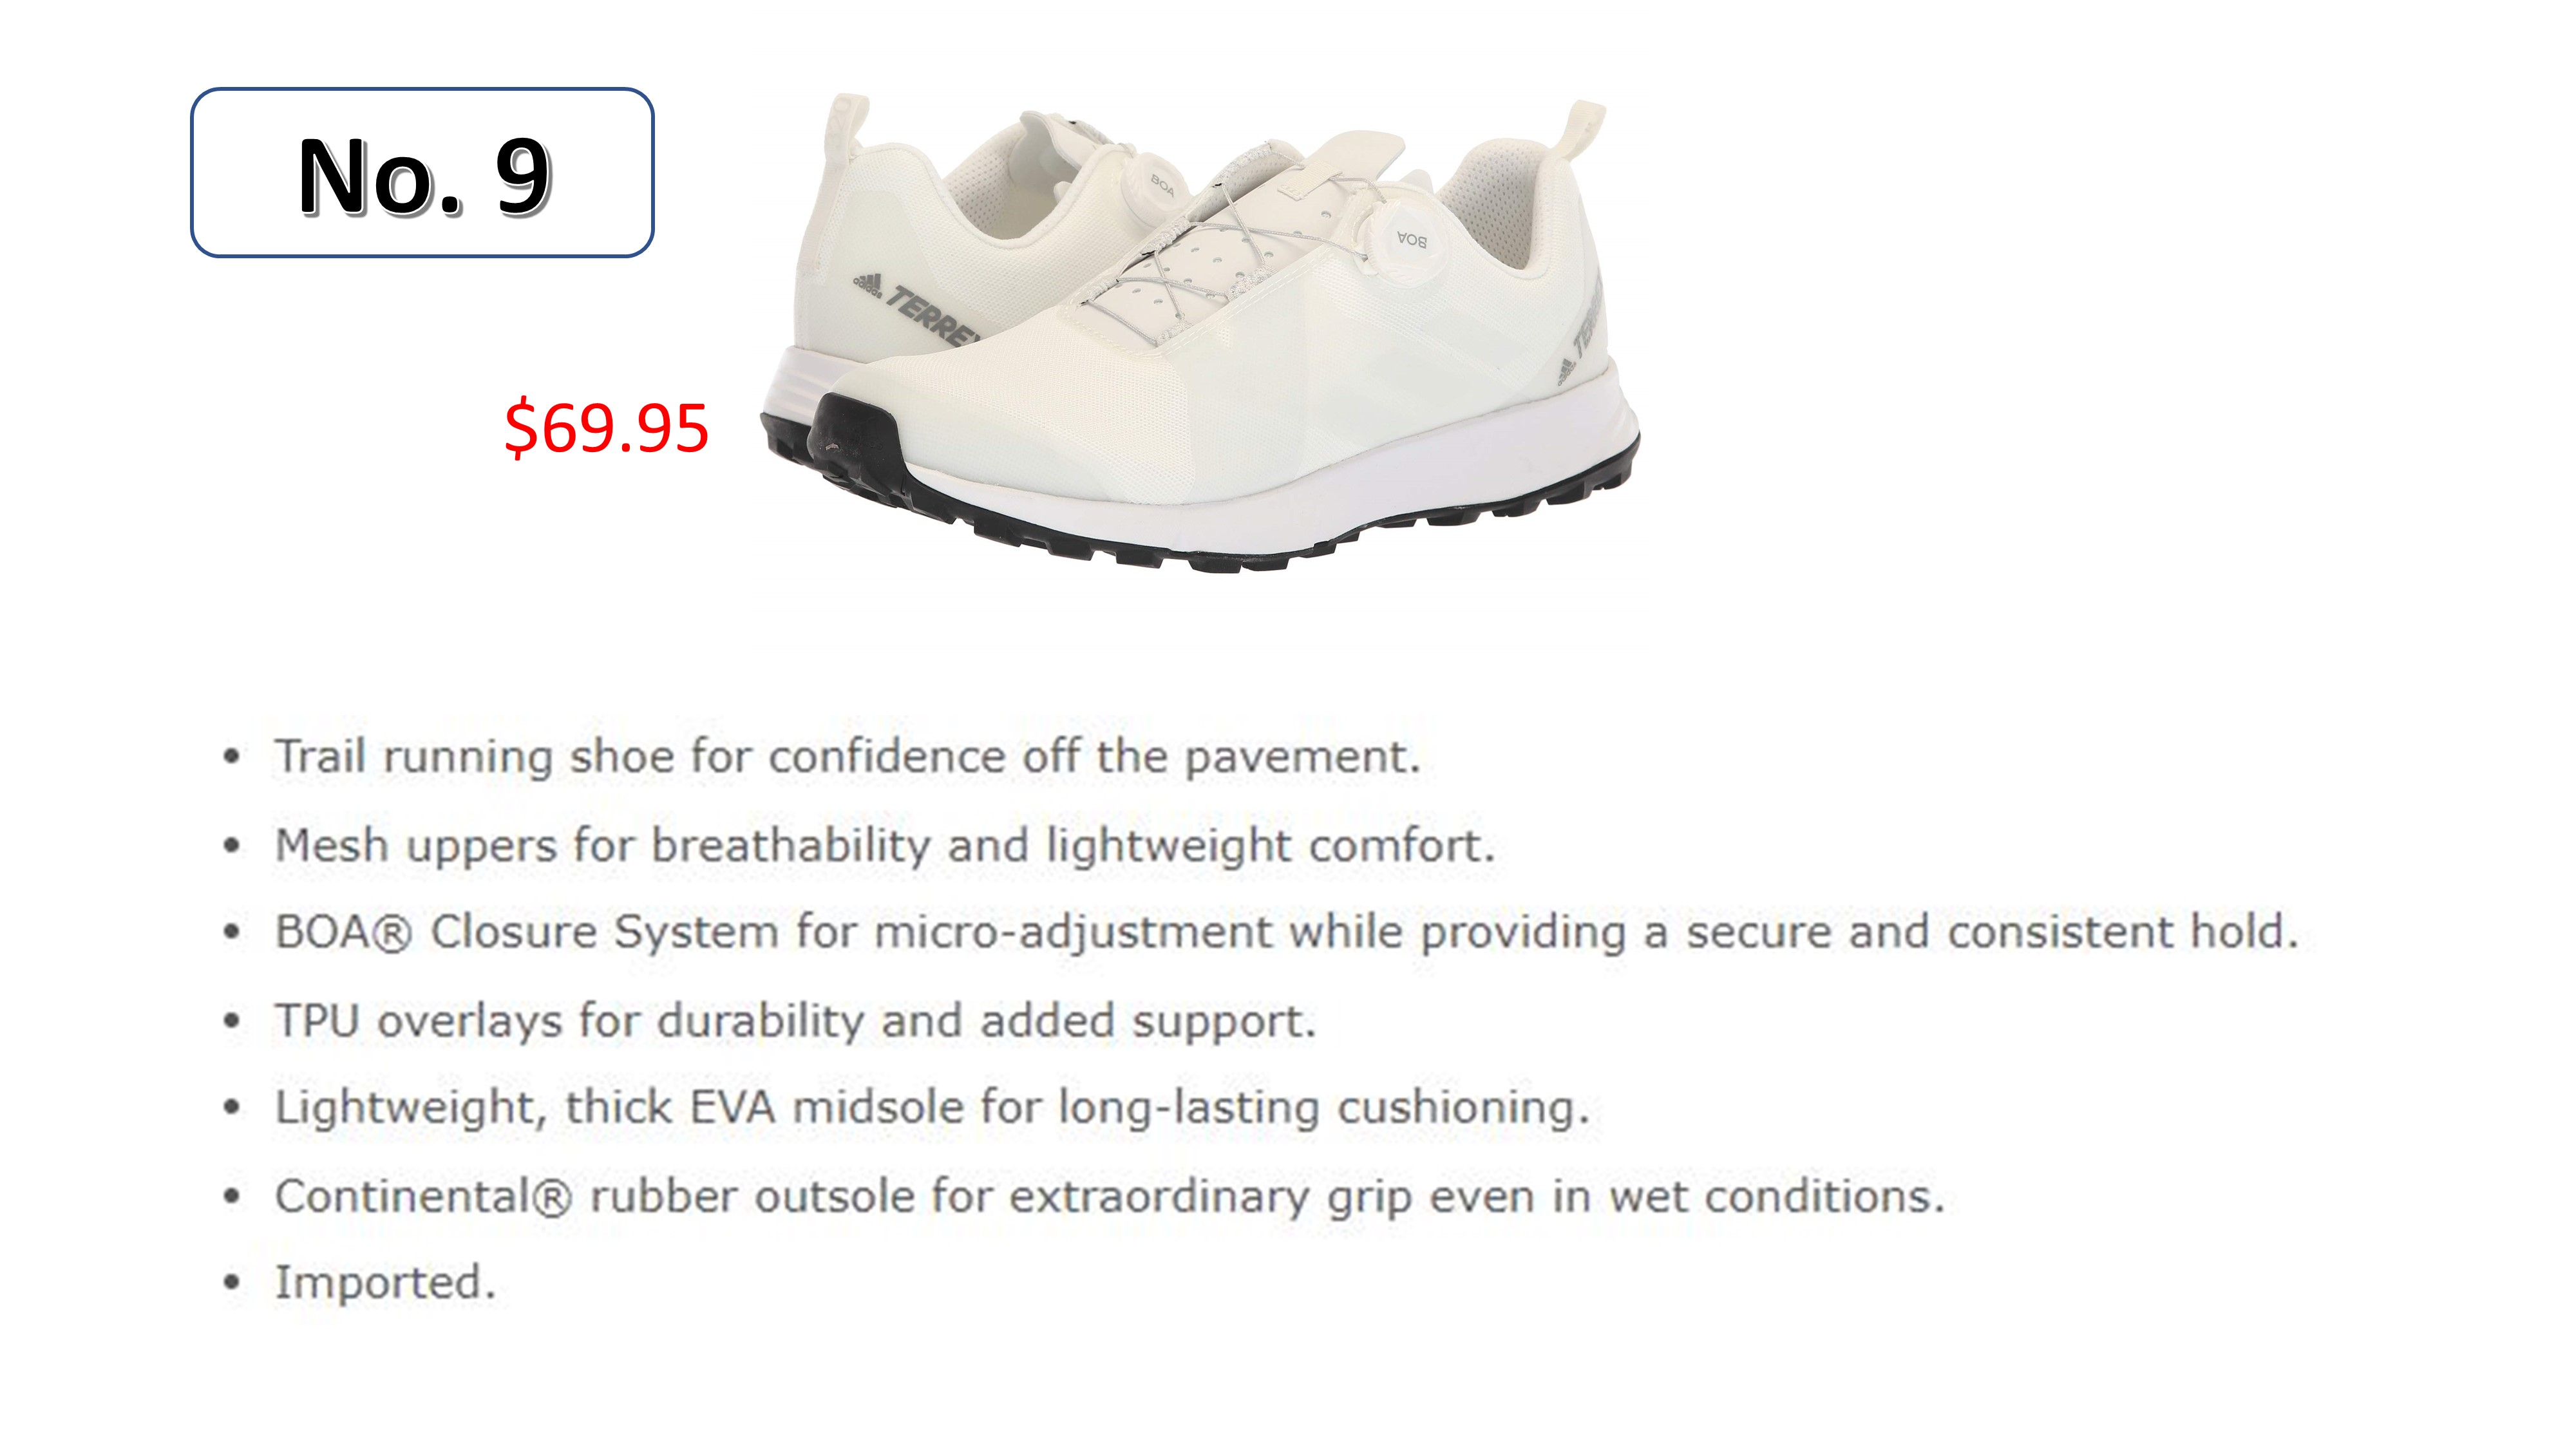 No. 9
BOA
BOA
adidas
TERREX
TERRE
$69.95
• Trail running shoe for confidence off the pavement.
• Mesh uppers for breathability and lightweight comfort.
• BOA® Closure System for micro-adjustment while providing a secure and consistent hold.
• TPU overlays for durability and added support.
• Lightweight, thick EVA midsole for long-lasting cushioning.
• Continental® rubber outsole for extraordinary grip even in wet conditions.
• Imported.